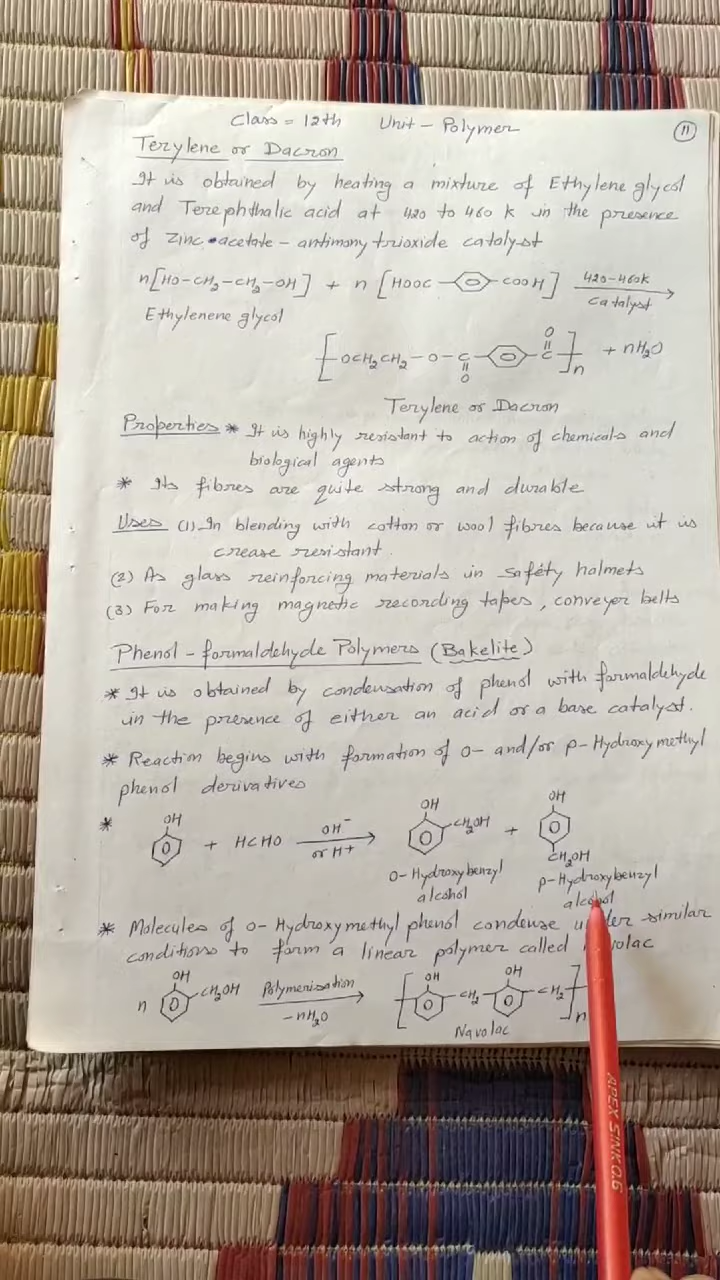 Class = 12th Unit - Polymer 11
Terylene or Dacron
It is obtained by heating a mixture of Ethylene glycol
and Terephthalic acid at 420 to 460 K in the presence
of Zinc acetate - antimony trioxide catalyst
n[HO-CH₂-CH₂-OH] + n [HOOC-⌬-COOH] 420-460K
Catalyst
Ethylenene glycol
[OCH₂CH₂-O-C(=O)-⌬-C(=O)]n + nH₂O
Terylene or Dacron
Properties * It is highly resistant to action of chemicals and
biological agents
* Its fibres are quite strong and durable
Uses (1) In blending with cotton or wool fibres because it is
crease resistant.
(2) As glass reinforcing materials in safety halmets
(3) For making magnetic recording tapes, conveyer belts
Phenol-formaldehyde Polymers (Bakelite)
* It is obtained by condensation of phenol with formaldehyde
in the presence of either an acid or a base catalyst.
* Reaction begins with formation of o- and/or p-Hydroxymethyl
phenol derivatives
* OH + HCHO OH⁻ or H+ → OH CH₂OH + OH CH₂OH
o-Hydroxybenzyl alcohol p-Hydroxybenzyl
* Molecules of o-Hydroxymethyl phenol condense under similar
conditions to form a linear polymer called
n OH CH₂OH Polymerisation -nH₂O → [OH CH₂ OH CH₂]n
Navolac
APEX SINKQ6